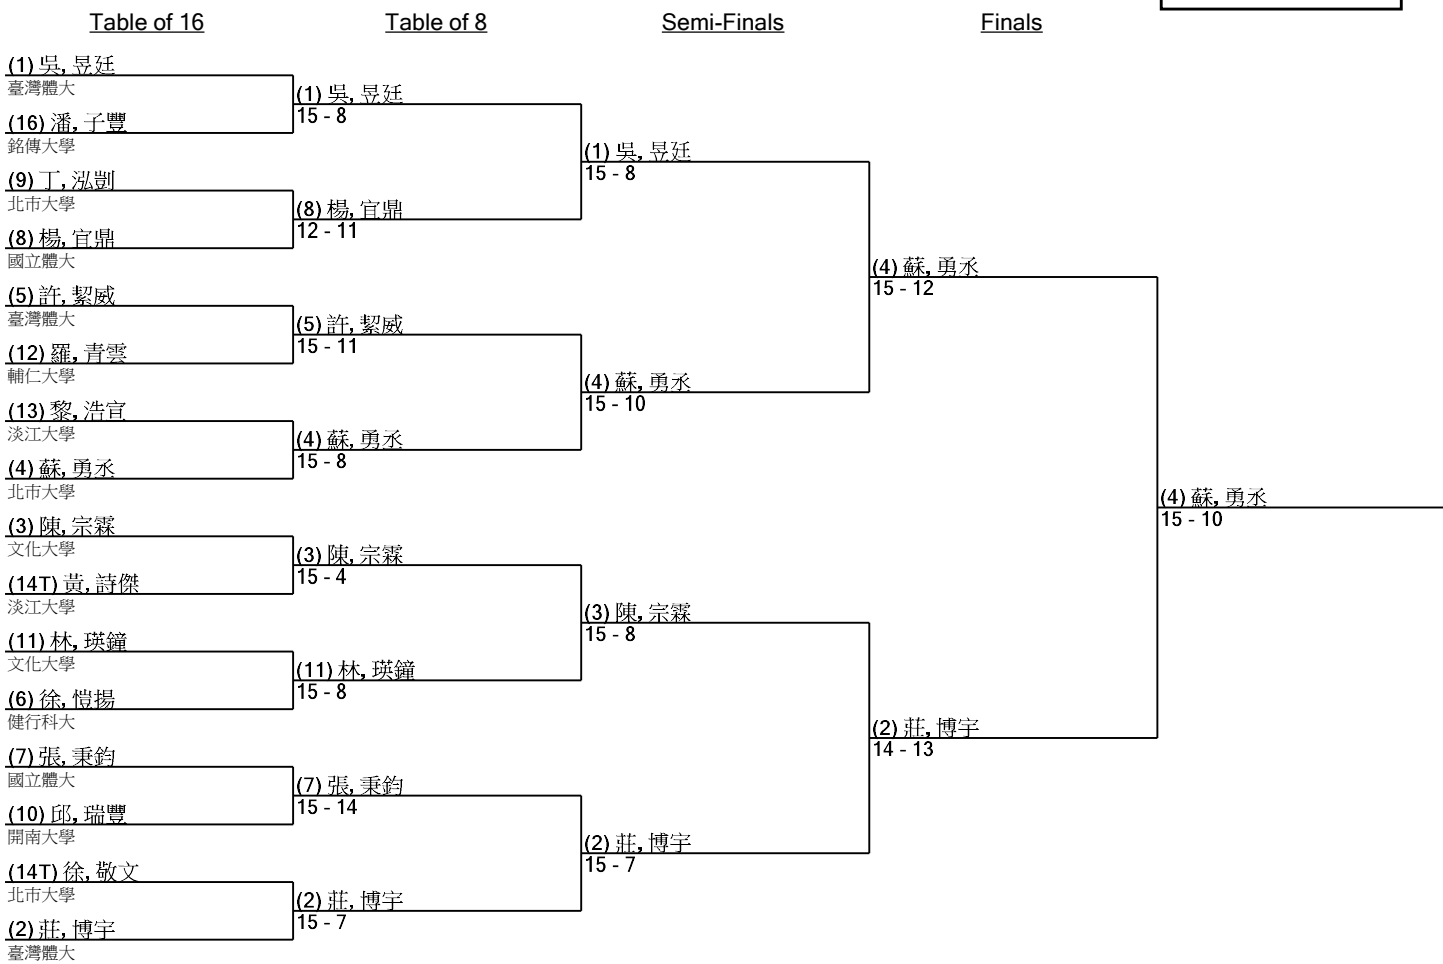 Table of 16 Table of 8 Semi-Finals Finals
(1) 吳, 昱廷
臺灣體大
(16) 潘, 子豐
銘傳大學
(9) 丁, 泓剴
北市大學
(8) 楊, 宜鼎
國立體大
(5) 許, 絜威
臺灣體大
(12) 羅, 青雲
輔仁大學
(13) 黎, 浩宣
淡江大學
(4) 蘇, 勇丞
北市大學
(3) 陳, 宗霖
文化大學
(14T) 黃, 詩傑
淡江大學
(11) 林, 瑛鐘
文化大學
(6) 徐, 愷揚
健行科大
(7) 張, 秉鈞
國立體大
(10) 邱, 瑞豐
開南大學
(14T) 徐, 敬文
北市大學
(2) 莊, 博宇
臺灣體大
(1) 吳, 昱廷
15 - 8
(8) 楊, 宜鼎
12 - 11
(5) 許, 絜威
15 - 11
(4) 蘇, 勇丞
15 - 8
(3) 陳, 宗霖
15 - 4
(11) 林, 瑛鐘
15 - 8
(7) 張, 秉鈞
15 - 14
(2) 莊, 博宇
15 - 7
(1) 吳, 昱廷
15 - 8
(4) 蘇, 勇丞
15 - 10
(3) 陳, 宗霖
15 - 8
(2) 莊, 博宇
15 - 7
(4) 蘇, 勇丞
15 - 12
(2) 莊, 博宇
14 - 13
(4) 蘇, 勇丞
15 - 10